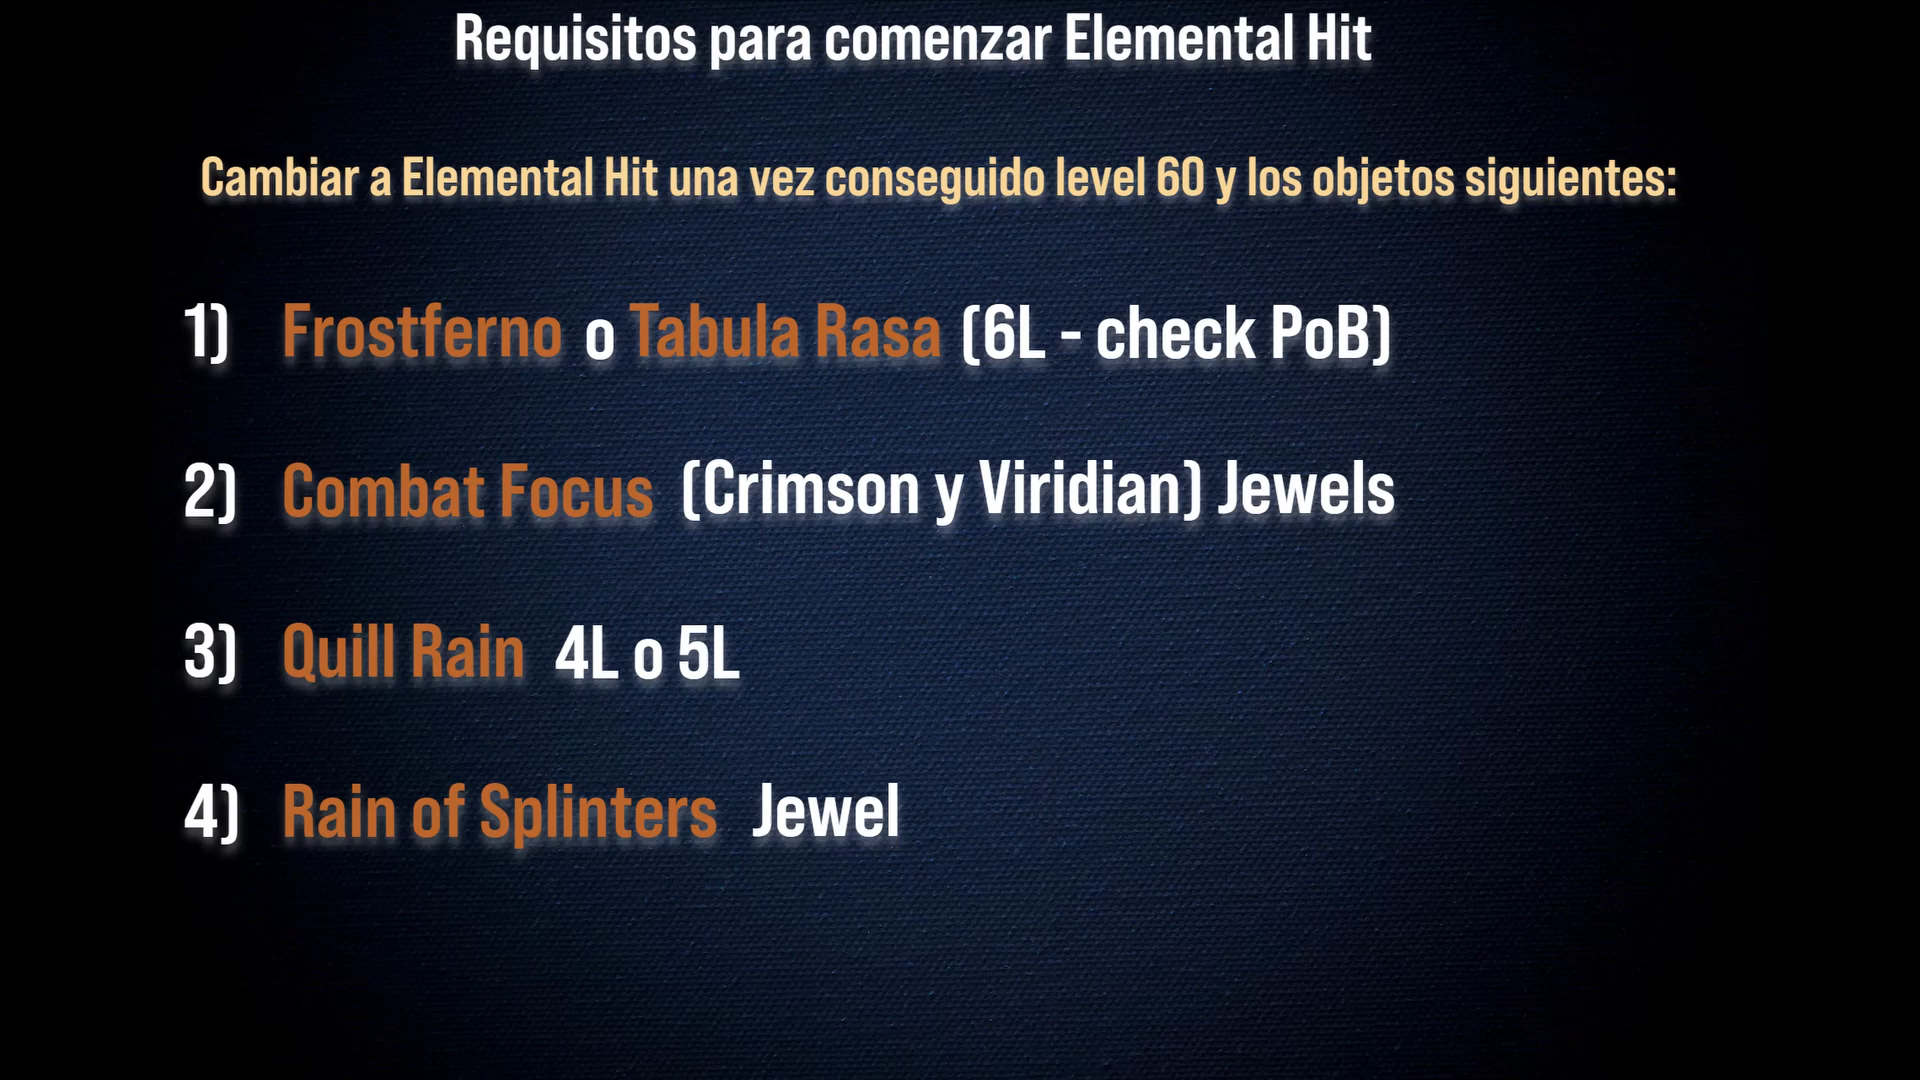 Requisitos para comenzar Elemental Hit
Cambiar a Elemental Hit una vez conseguido level 60 y los objetos siguientes:
1) Frostferno o Tabula Rasa (6L - check PoB)
2) Combat Focus (Crimson y Viridian) Jewels
3) Quill Rain 4L o 5L
4) Rain of Splinters Jewel